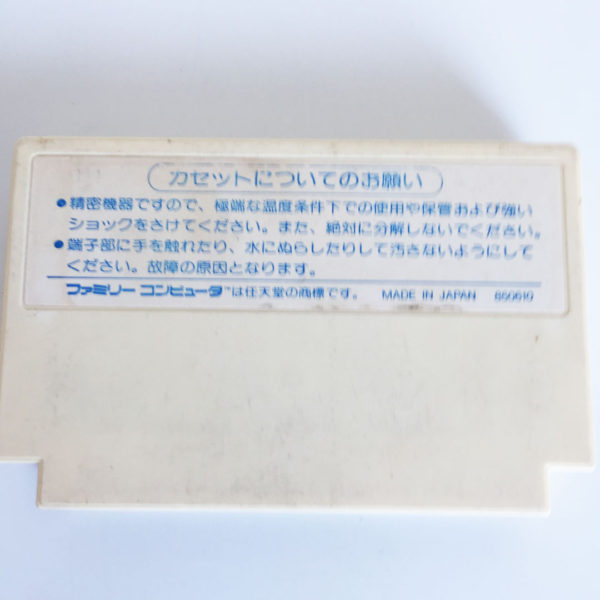 カセットについてのお願い
●精密機器ですので、極端な温度条件下での使用や保管および強い
ショックをさけてください。また、絶対に分解しないでください。
●端子部に手を触れたり、水にぬらしたりして汚さないようにして
ください。故障の原因となります。
ファミリーコンピュータ™は任天堂の商標です。 MADE IN JAPAN